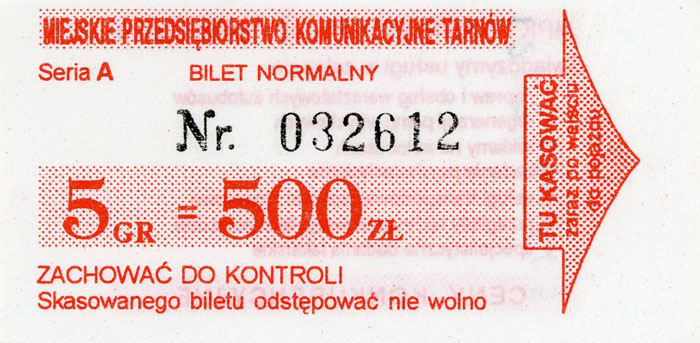 MIEJSKIE PRZEDSIĘBIORSTWO KOMUNIKACYJNE TARNÓW
Seria A BILET NORMALNY
Nr. 032612
5 GR = 500 ZŁ
ZACHOWAĆ DO KONTROLI
Skasowanego biletu odstępować nie wolno
TU KASOWAĆ
zaraz po wejściu
do pojazdu